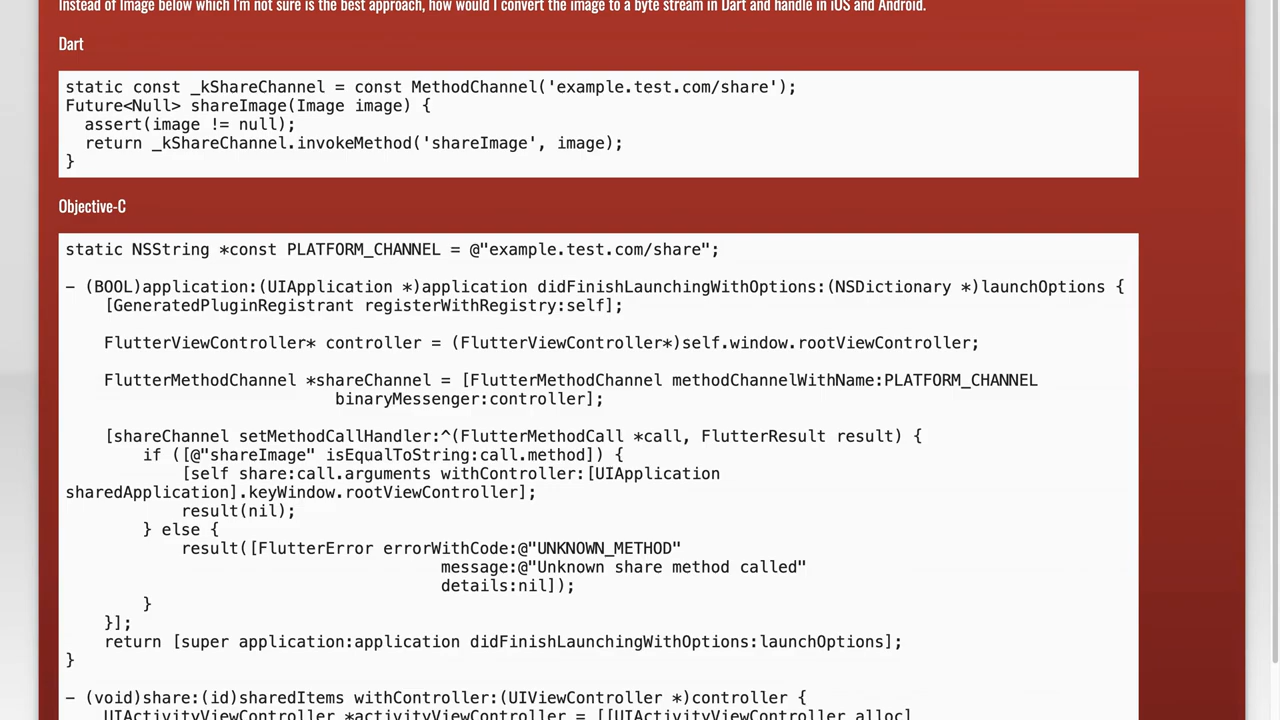 Instead of Image below which I'm not sure is the best approach, how would I convert the image to a byte stream in Dart and handle in iOS and Android.
Dart
static const _kShareChannel = const MethodChannel('example.test.com/share');
Future<Null> shareImage(Image image) {
  assert(image != null);
  return _kShareChannel.invokeMethod('shareImage', image);
}
Objective-C
static NSString *const PLATFORM_CHANNEL = @"example.test.com/share";
– (BOOL)application:(UIApplication *)application didFinishLaunchingWithOptions:(NSDictionary *)launchOptions {
    [GeneratedPluginRegistrant registerWithRegistry:self];
    FlutterViewController* controller = (FlutterViewController*)self.window.rootViewController;
    FlutterMethodChannel *shareChannel = [FlutterMethodChannel methodChannelWithName:PLATFORM_CHANNEL
                            binaryMessenger:controller];
    [shareChannel setMethodCallHandler:^(FlutterMethodCall *call, FlutterResult result) {
        if ([@"shareImage" isEqualToString:call.method]) {
            [self share:call.arguments withController:[UIApplication
sharedApplication].keyWindow.rootViewController];
            result(nil);
        } else {
            result([FlutterError errorWithCode:@"UNKNOWN_METHOD"
                                       message:@"Unknown share method called"
                                       details:nil]);
        }
    }];
    return [super application:application didFinishLaunchingWithOptions:launchOptions];
}
– (void)share:(id)sharedItems withController:(UIViewController *)controller {
    UIActivityViewController *activityViewController = [[UIActivityViewController alloc]